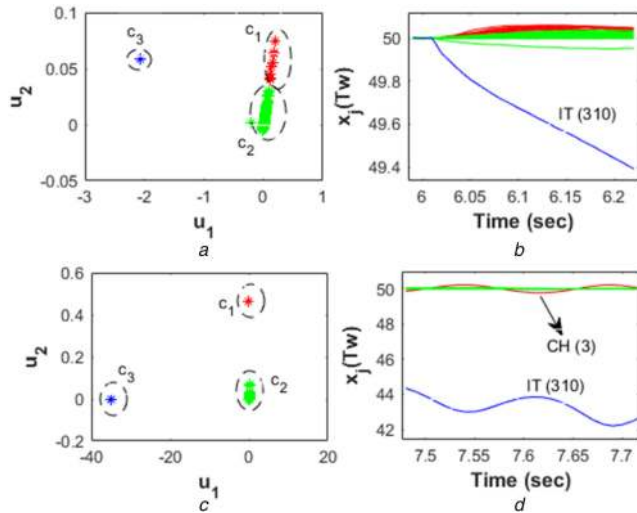 0.2
0.15
0.1
0.05
0
-0.05
u2
c3
c1
c2
-3 -2 -1 0 1
u1
a
50
49.8
49.6
49.4
xj(Tw)
IT (310)
6 6.05 6.1 6.15 6.2
Time (sec)
b
0.6
0.4
0.2
0
-0.2
u2
c1
c3
c2
-40 -20 0 20
u1
c
50
48
46
44
42
xj(Tw)
CH (3)
IT (310)
7.5 7.55 7.6 7.65 7.7
Time (sec)
d